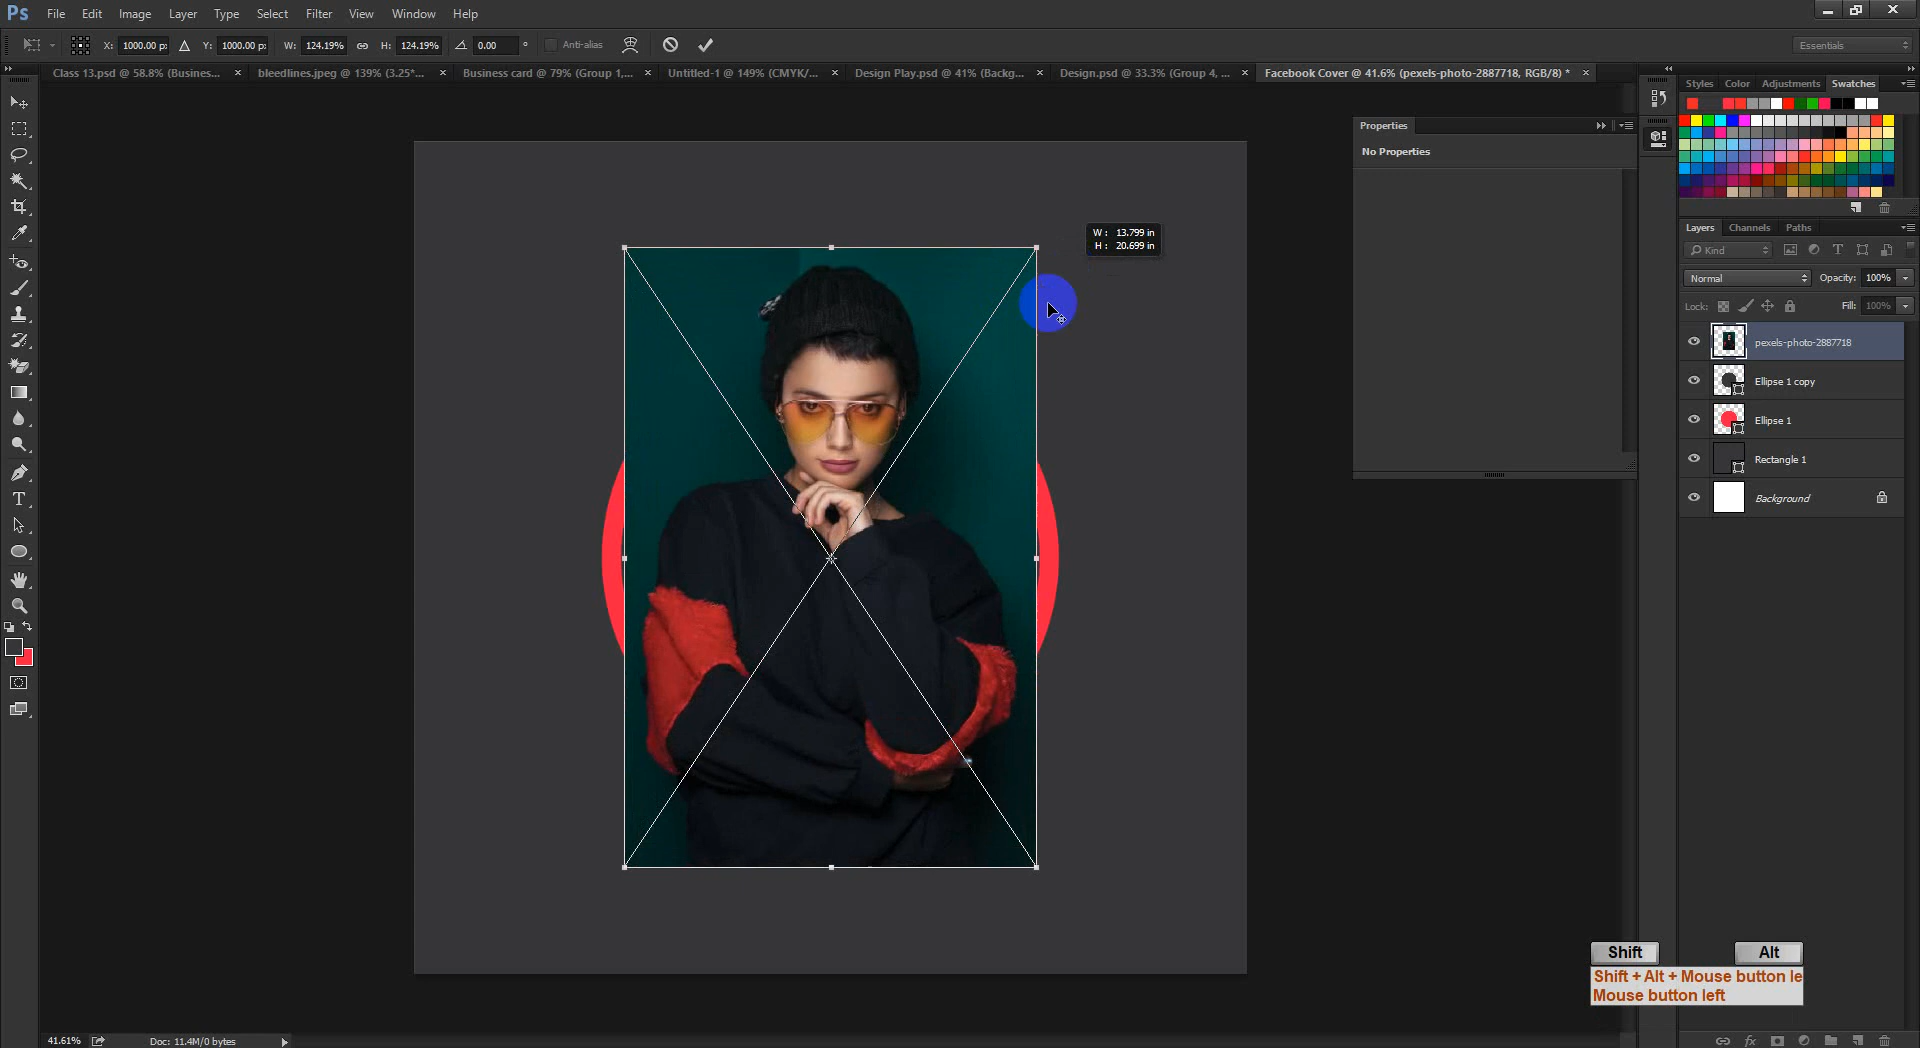 Ps File Edit Image Layer Type Select Filter Extract View Window Help
X: 1000.00 px Y: 1000.00 px W: 124.19% H: 124.19% 0.00 ° Anti-alias Essentials
Class 13.psd @ 58.8% (Busines... × bleedlines.jpeg @ 139% (3.25*... × Business card @ 79% (Group 1,... × Untitled-1 @ 149% (CMYK/... × Design Play.psd @ 41% (Backg... × Design.psd @ 33.3% (Group 4, ... × Facebook Cover @ 41.6% (pexels-photo-2887718, RGB/8) * ×
Styles Color Adjustments Swatches
Properties
No Properties
W: 13.799 in
H: 20.699 in
Layers Channels Paths
Kind
Normal Opacity: 100%
Lock: Fill: 100%
pexels-photo-2887718
Ellipse 1 copy
Ellipse 1
Rectangle 1
Background
Shift Alt
Shift + Alt + Mouse button le
Mouse button left
41.61% Doc: 11.4M/0 bytes